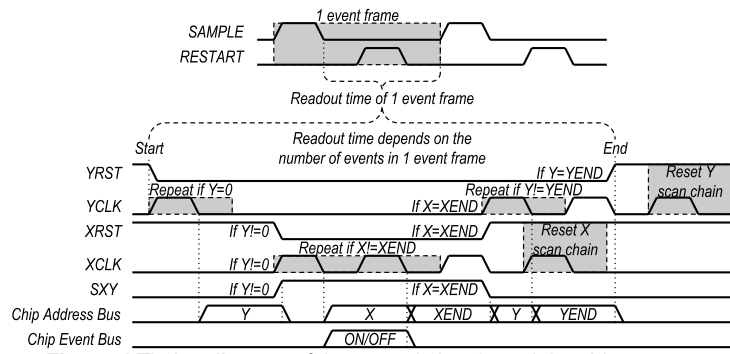 1 event frame
SAMPLE
RESTART
Readout time of 1 event frame
Start
Readout time depends on the
number of events in 1 event frame
End
YRST
If Y=YEND
Reset Y
scan chain
Repeat if Y=0
Repeat if Y!=YEND
YCLK
If X=XEND
XRST
If Y!=0
If X=XEND
Reset X
scan chain
Repeat if X!=XEND
XCLK
If Y!=0
SXY
If Y!=0
If X=XEND
Chip Address Bus
Y
X
XEND
Y
YEND
Chip Event Bus
ON/OFF